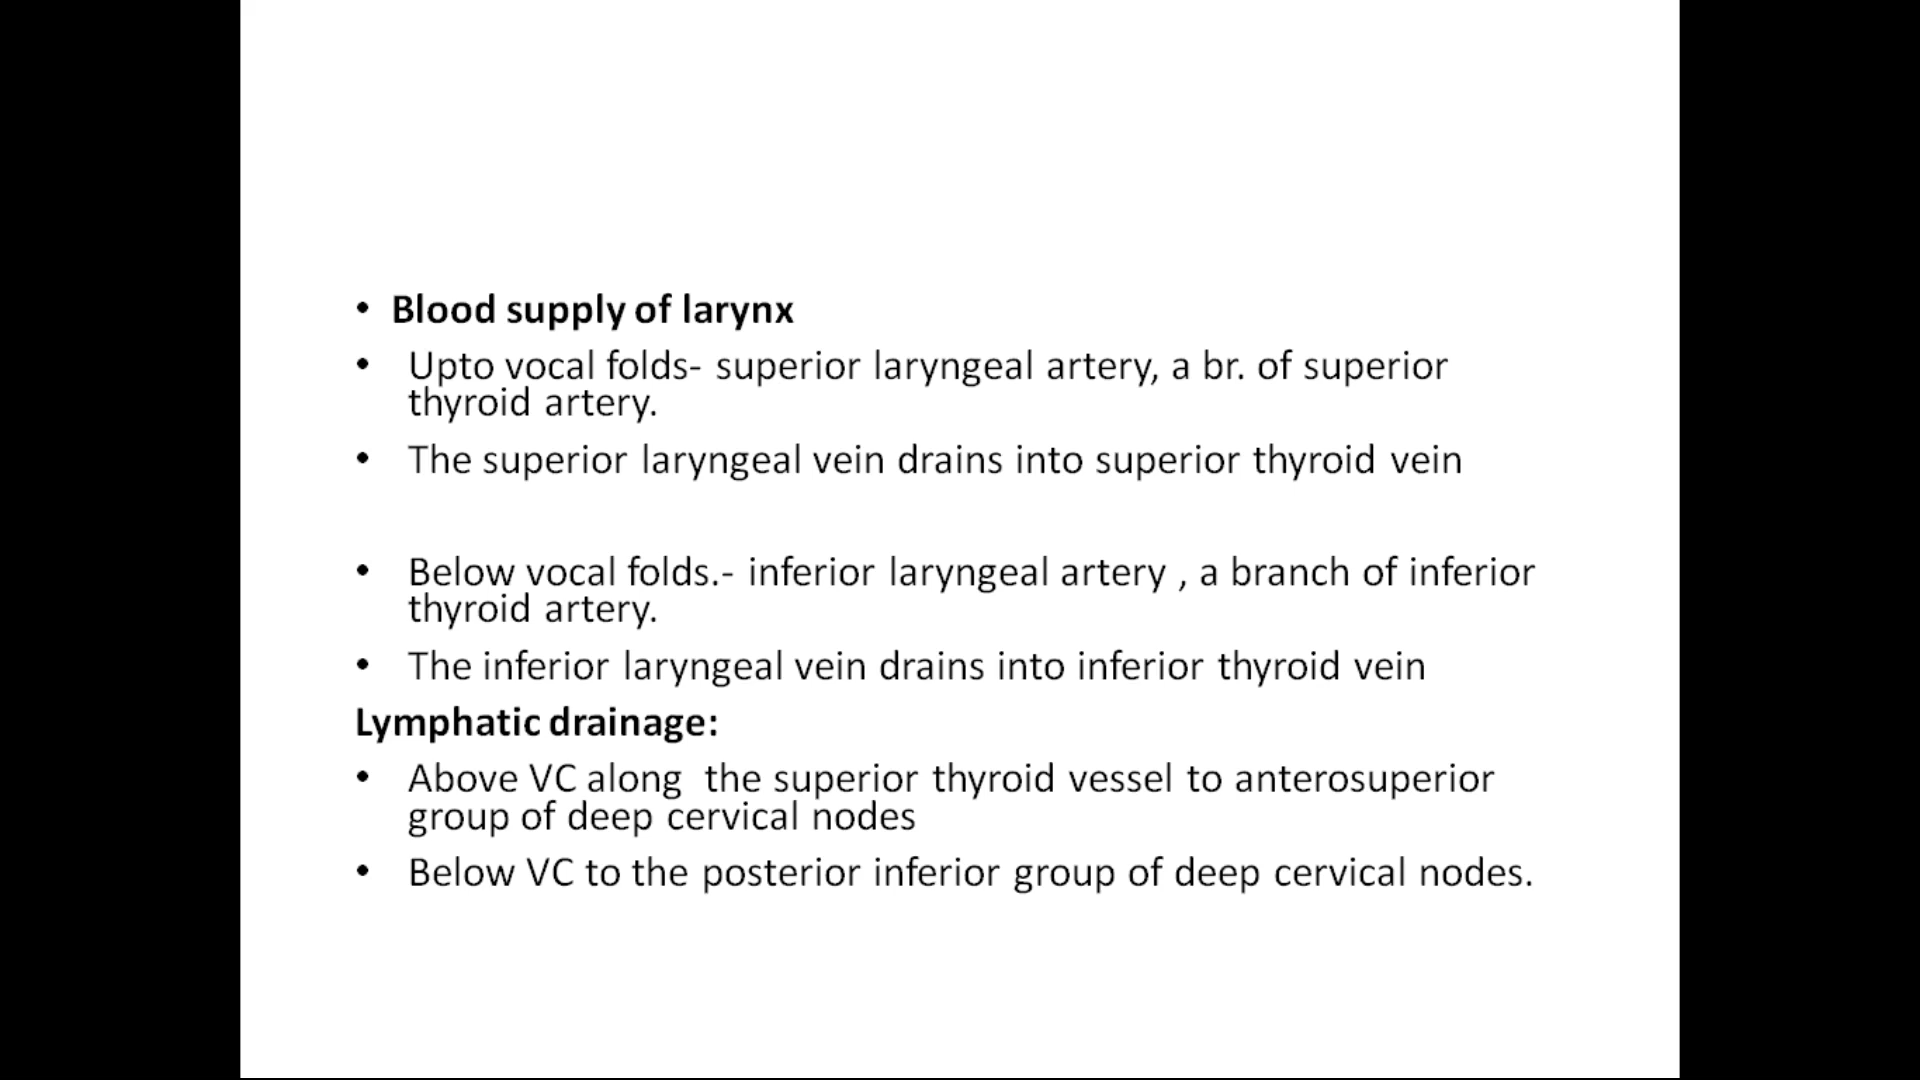 • Blood supply of larynx
• Upto vocal folds- superior laryngeal artery, a br. of superior
thyroid artery.
• The superior laryngeal vein drains into superior thyroid vein
• Below vocal folds.- inferior laryngeal artery , a branch of inferior
thyroid artery.
• The inferior laryngeal vein drains into inferior thyroid vein
Lymphatic drainage:
• Above VC along  the superior thyroid vessel to anterosuperior
group of deep cervical nodes
• Below VC to the posterior inferior group of deep cervical nodes.